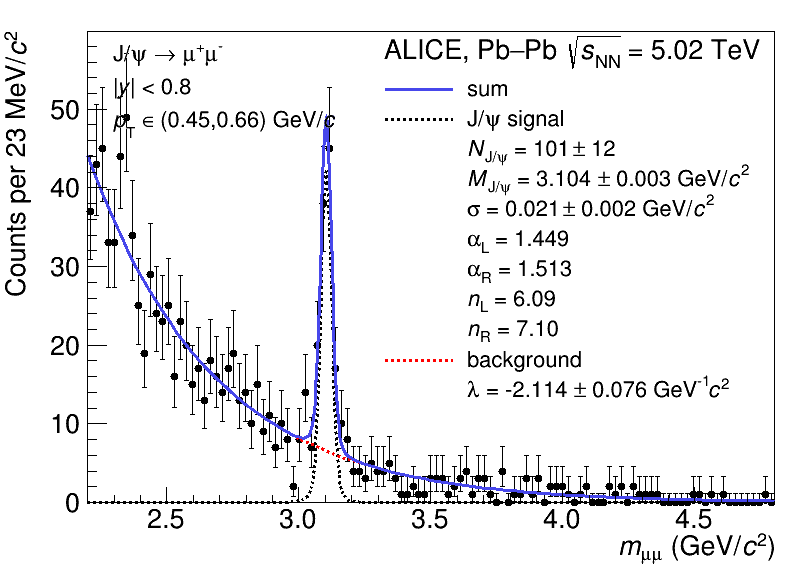 J/ψ → μ⁺μ⁻
|y| < 0.8
p_T ∈ (0.45,0.66) GeV/c
ALICE, Pb–Pb √s_NN = 5.02 TeV
sum
J/ψ signal
N_J/ψ = 101 ± 12
M_J/ψ = 3.104 ± 0.003 GeV/c²
σ = 0.021 ± 0.002 GeV/c²
α_L = 1.449
α_R = 1.513
n_L = 6.09
n_R = 7.10
background
λ = -2.114 ± 0.076 GeV⁻¹c²
Counts per 23 MeV/c²
50
40
30
20
10
0
2.5 3.0 3.5 4.0 4.5
m_μμ (GeV/c²)